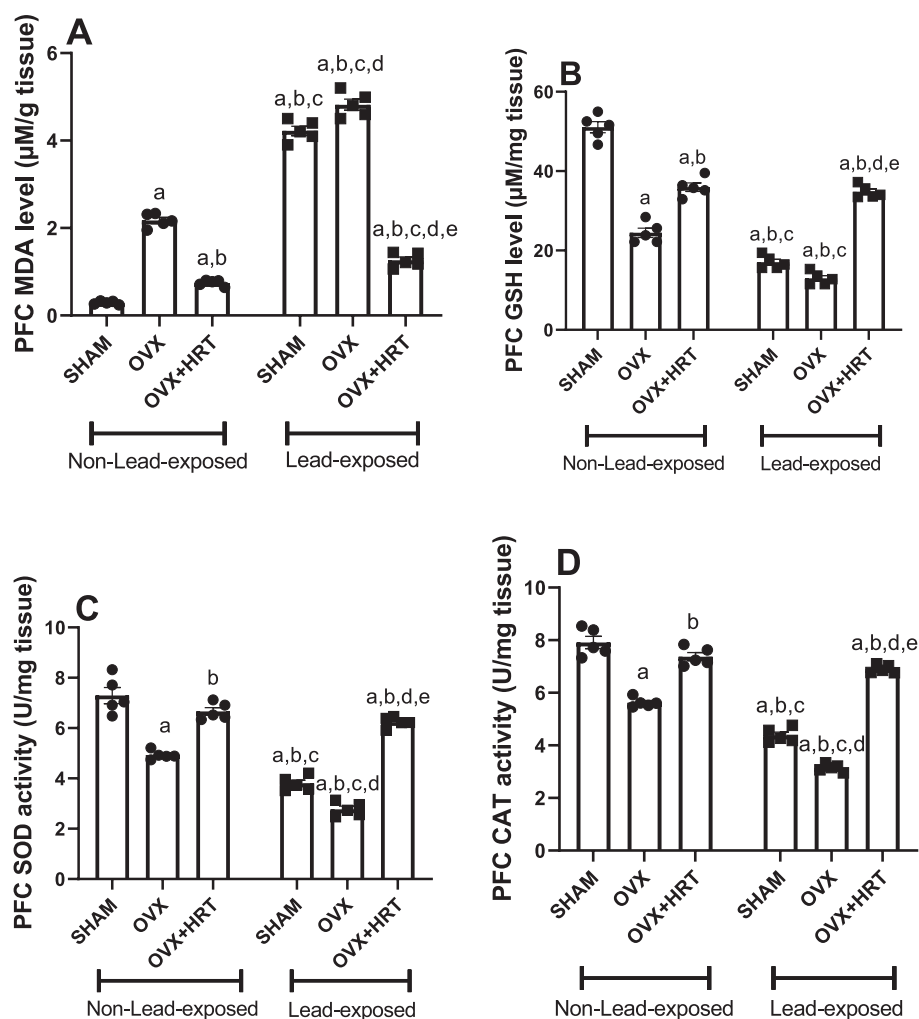 A
PFC MDA level (µM/g tissue)
6
4
2
0
a
a,b
a,b,c
a,b,c,d
a,b,c,d,e
SHAM
OVX
OVX+HRT
SHAM
OVX
OVX+HRT
Non-Lead-exposed
Lead-exposed
B
PFC GSH level (µM/mg tissue)
60
40
20
0
a
a,b
a,b,c
a,b,c
a,b,d,e
SHAM
OVX
OVX+HRT
SHAM
OVX
OVX+HRT
Non-Lead-exposed
Lead-exposed
C
PFC SOD activity (U/mg tissue)
10
8
6
4
2
0
a
b
a,b,c
a,b,c,d
a,b,d,e
SHAM
OVX
OVX+HRT
SHAM
OVX
OVX+HRT
Non-Lead-exposed
Lead-exposed
D
PFC CAT activity (U/mg tissue)
10
8
6
4
2
0
a
b
a,b,c
a,b,c,d
a,b,d,e
SHAM
OVX
OVX+HRT
SHAM
OVX
OVX+HRT
Non-Lead-exposed
Lead-exposed